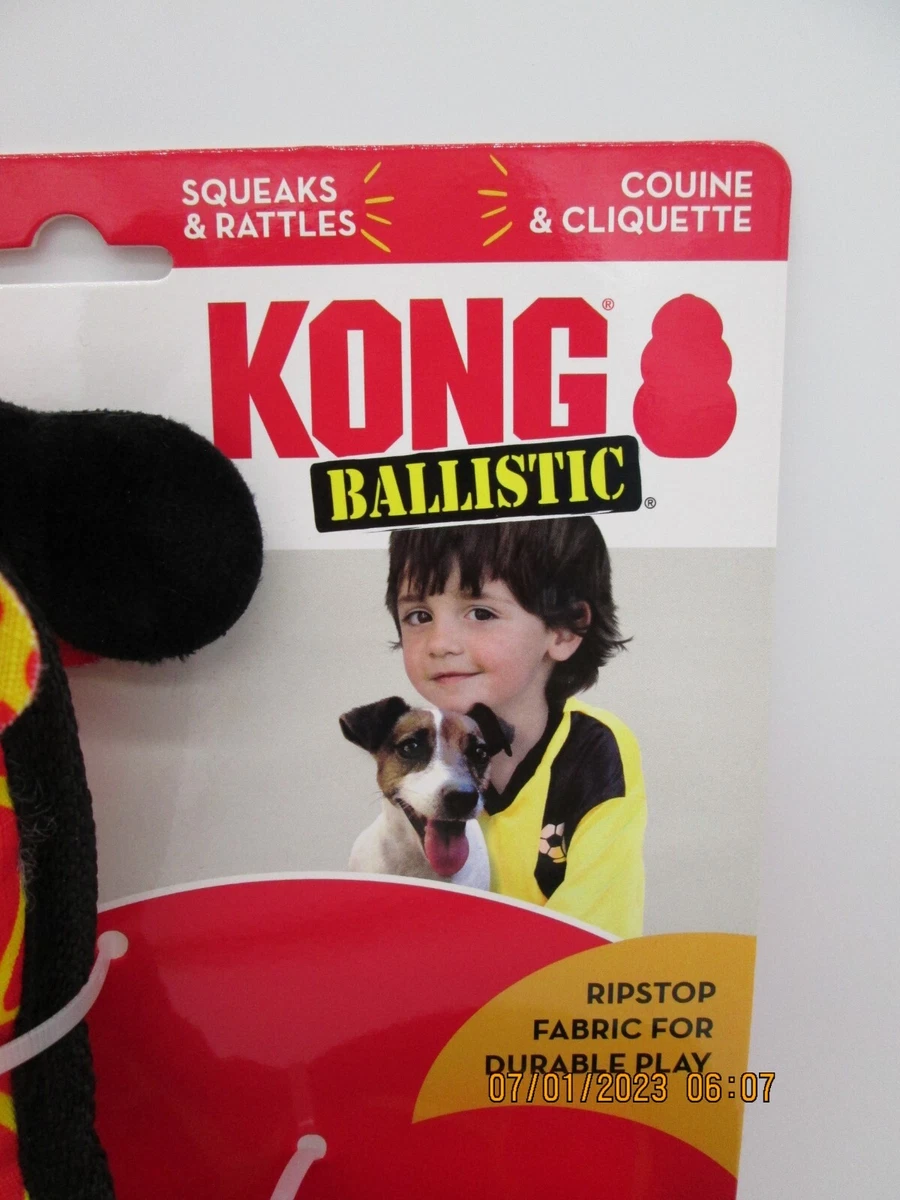 SQUEAKS
& RATTLES
COUINE
& CLIQUETTE
KONG®
BALLISTIC®
RIPSTOP
FABRIC FOR
DURABLE PLAY
07/01/2023 06:07